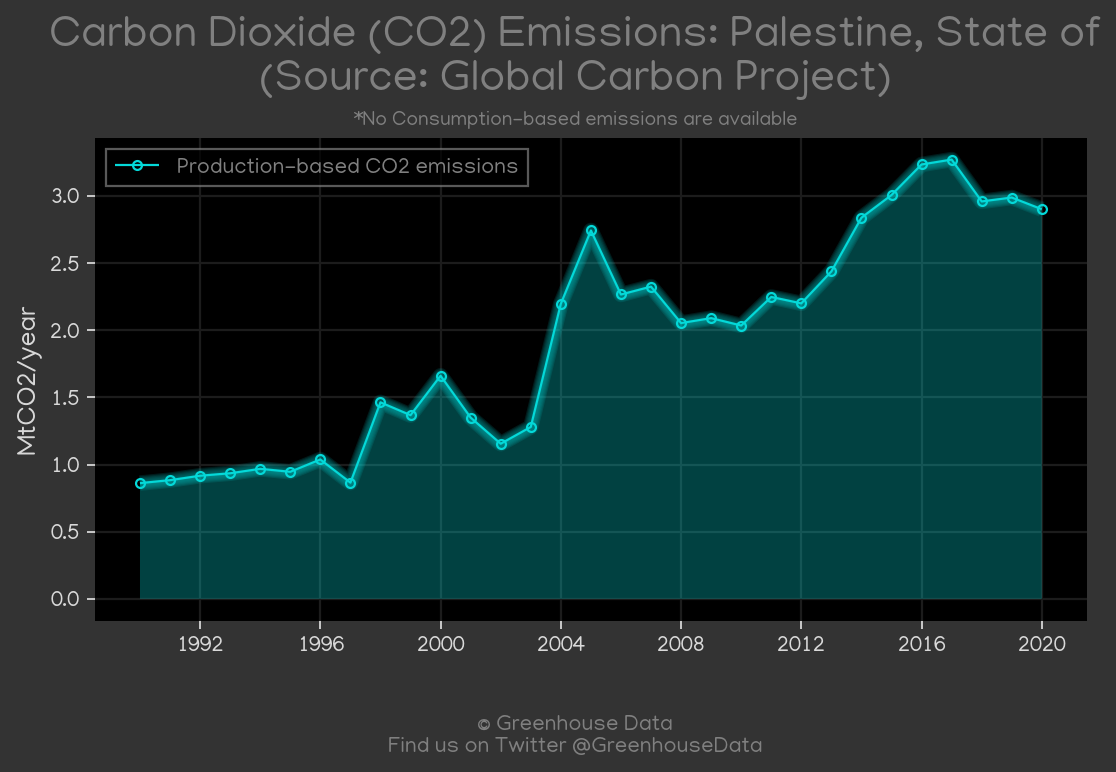 Carbon Dioxide (CO2) Emissions: Palestine, State of
(Source: Global Carbon Project)
*No Consumption-based emissions are available
Production-based CO2 emissions
MtCO2/year
3.0
2.5
2.0
1.5
1.0
0.5
0.0
1992 1996 2000 2004 2008 2012 2016 2020
© Greenhouse Data
Find us on Twitter @GreenhouseData